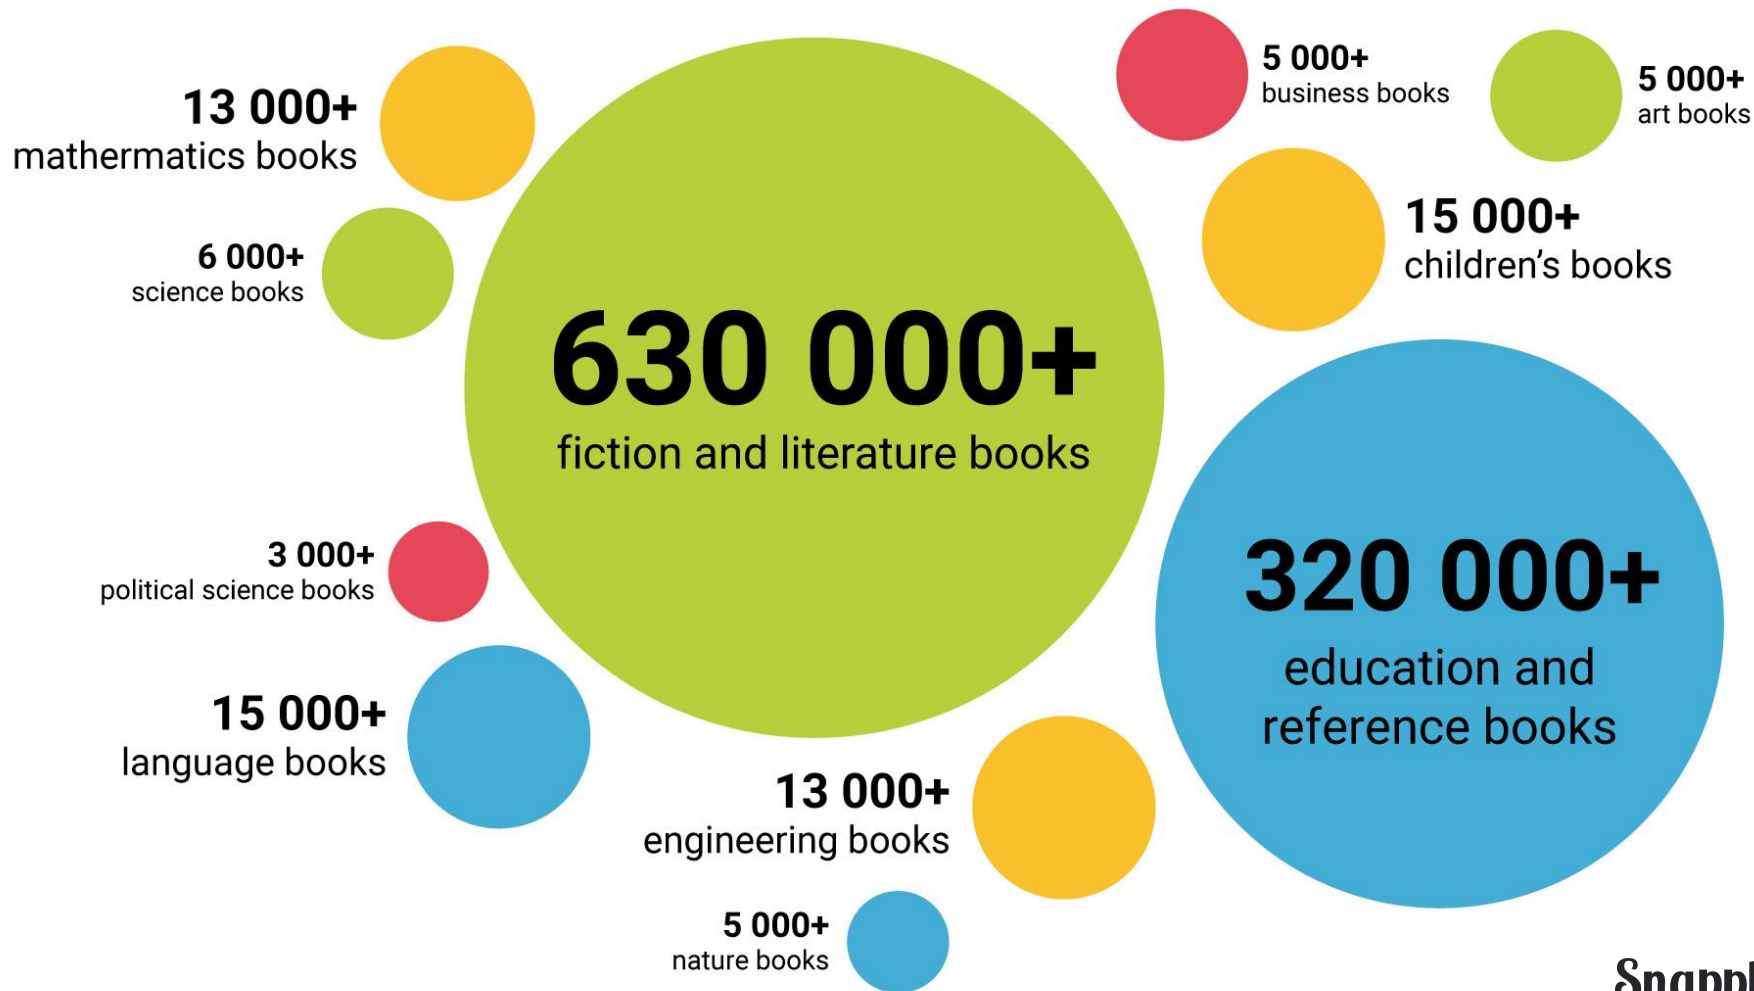 13 000+
mathermatics books
6 000+
science books
630 000+
fiction and literature books
5 000+
business books
5 000+
art books
15 000+
children’s books
320 000+
education and
reference books
3 000+
political science books
15 000+
language books
13 000+
engineering books
5 000+
nature books